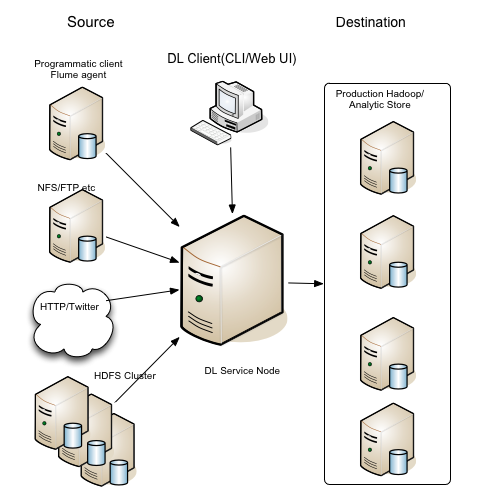 Source
Destination
Programmatic client
Flume agent
DL Client(CLI/Web UI)
Production Hadoop/
Analytic Store
NFS/FTP etc
HTTP/Twitter
HDFS Cluster
DL Service Node